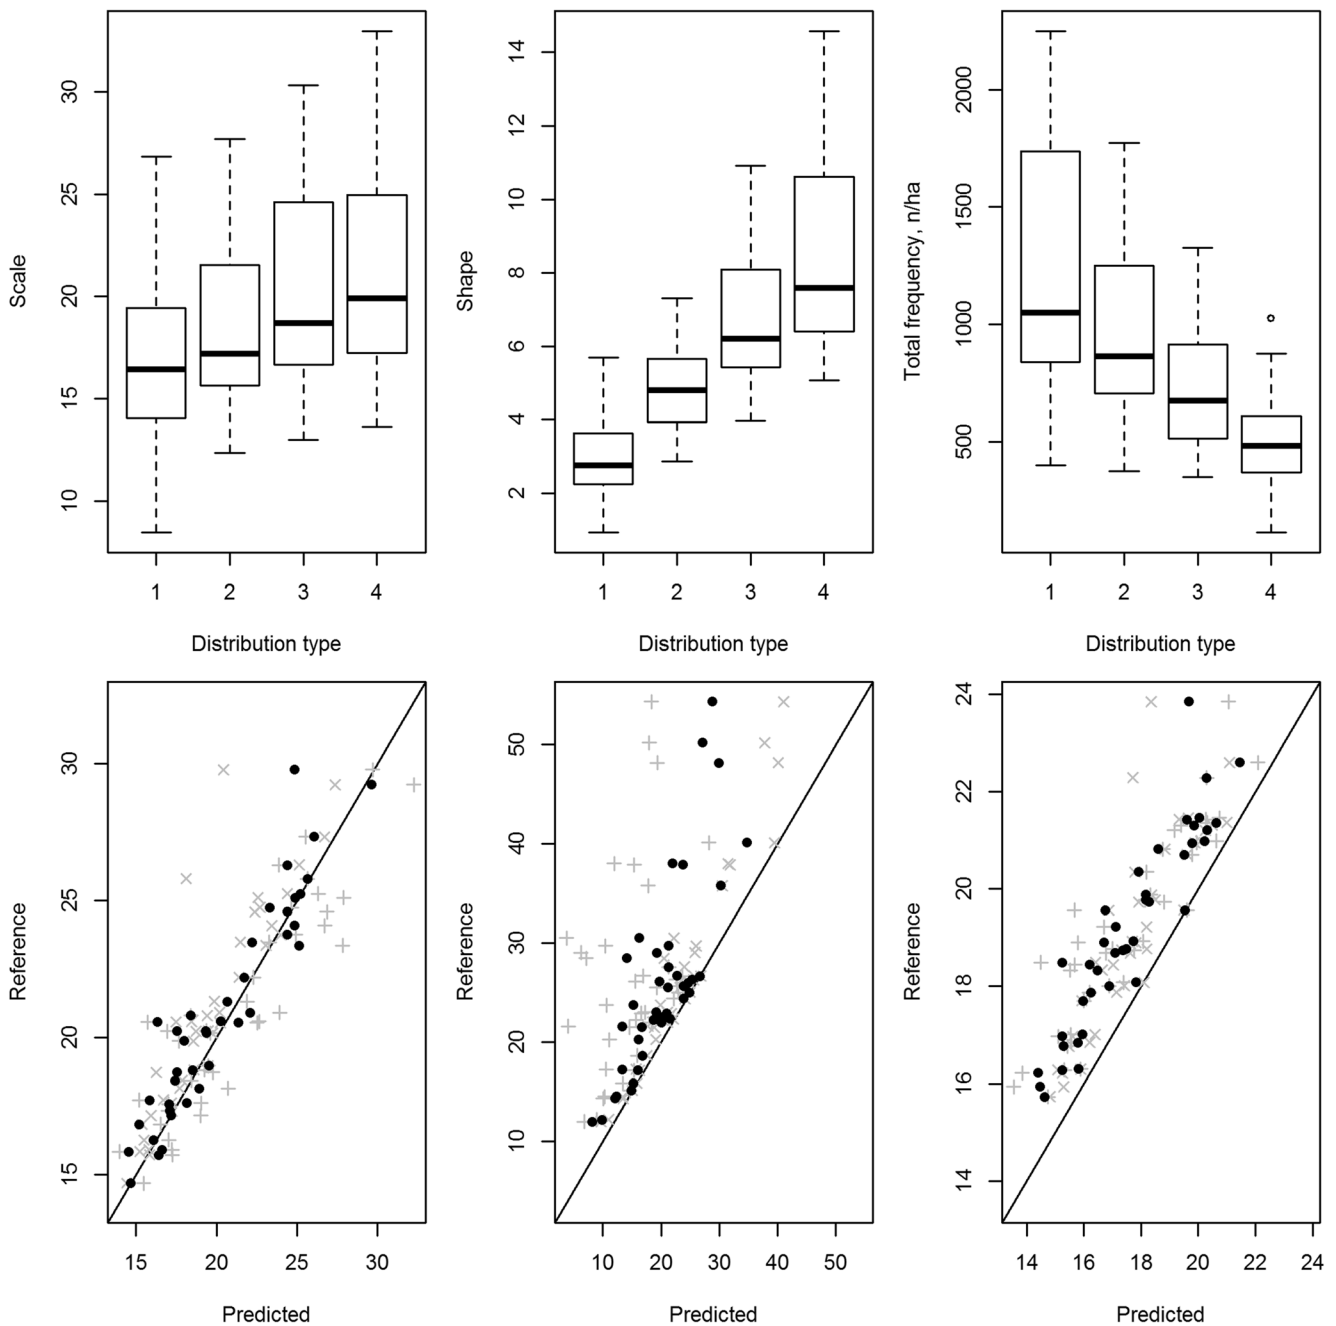 Scale
10 15 20 25 30
1 2 3 4
Distribution type
Shape
2 4 6 8 10 12 14
1 2 3 4
Distribution type
Total frequency, n/ha
500 1000 1500 2000
1 2 3 4
Distribution type
Reference
15 20 25 30
15 20 25 30
Predicted
Reference
10 20 30 40 50
10 20 30 40 50
Predicted
Reference
14 16 18 20 22 24
14 16 18 20 22 24
Predicted